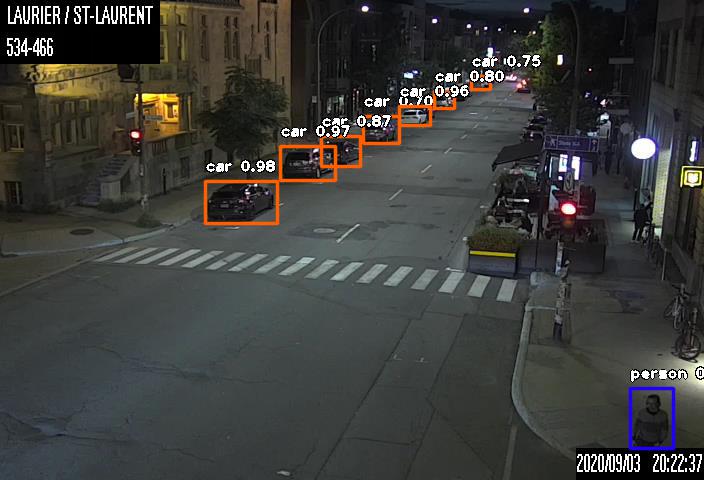 LAURIER / ST-LAURENT
534-466
car 0.75
car 0.80
car 0.96
car 0.70
car 0.87
car 0.97
car 0.98
person 0
2020/09/03 20:22:37